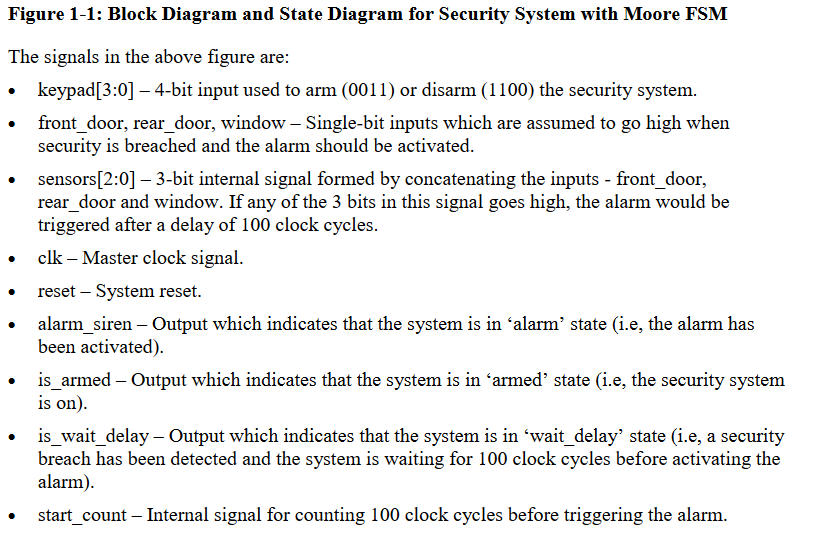 Figure 1-1: Block Diagram and State Diagram for Security System with Moore FSM
The signals in the above figure are:
• keypad[3:0] – 4-bit input used to arm (0011) or disarm (1100) the security system.
• front_door, rear_door, window – Single-bit inputs which are assumed to go high when
security is breached and the alarm should be activated.
• sensors[2:0] – 3-bit internal signal formed by concatenating the inputs - front_door,
rear_door and window. If any of the 3 bits in this signal goes high, the alarm would be
triggered after a delay of 100 clock cycles.
• clk – Master clock signal.
• reset – System reset.
• alarm_siren – Output which indicates that the system is in ‘alarm’ state (i.e, the alarm has
been activated).
• is_armed – Output which indicates that the system is in ‘armed’ state (i.e, the security system
is on).
• is_wait_delay – Output which indicates that the system is in ‘wait_delay’ state (i.e, a security
breach has been detected and the system is waiting for 100 clock cycles before activating the
alarm).
• start_count – Internal signal for counting 100 clock cycles before triggering the alarm.